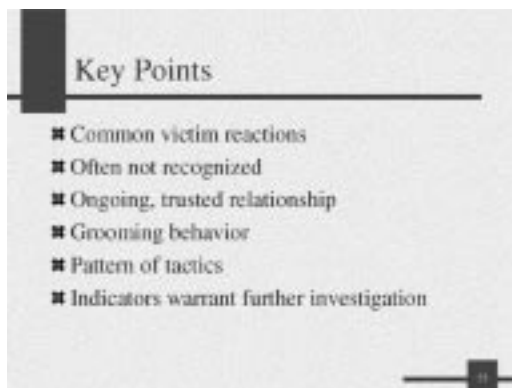 Key Points
Common victim reactions
Often not recognized
Ongoing, trusted relationship
Grooming behavior
Pattern of tactics
Indicators warrant further investigation